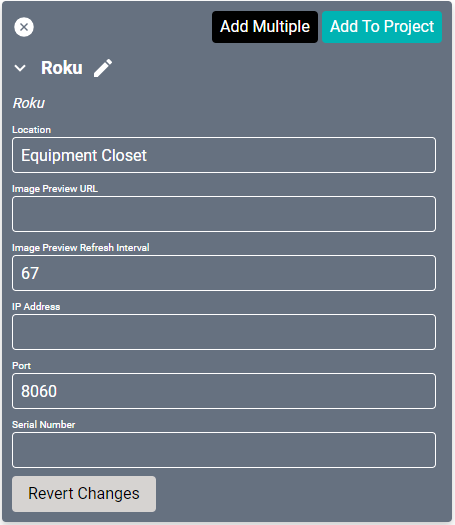 Add Multiple
Add To Project
Roku
Roku
Location
Equipment Closet
Image Preview URL
Image Preview Refresh Interval
67
IP Address
Port
8060
Serial Number
Revert Changes